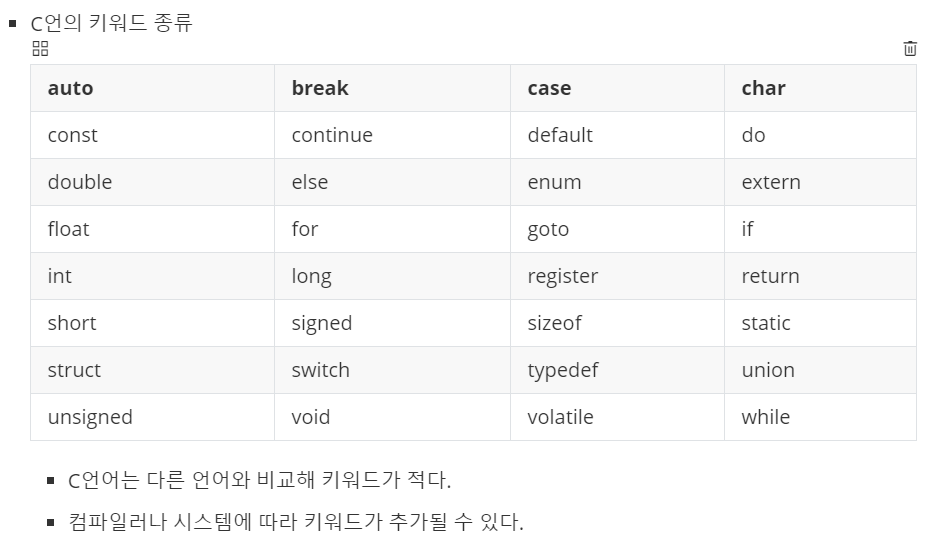 C언의 키워드 종류
auto break case char
const continue default do
double else enum extern
float for goto if
int long register return
short signed sizeof static
struct switch typedef union
unsigned void volatile while
C언어는 다른 언어와 비교해 키워드가 적다.
컴파일러나 시스템에 따라 키워드가 추가될 수 있다.